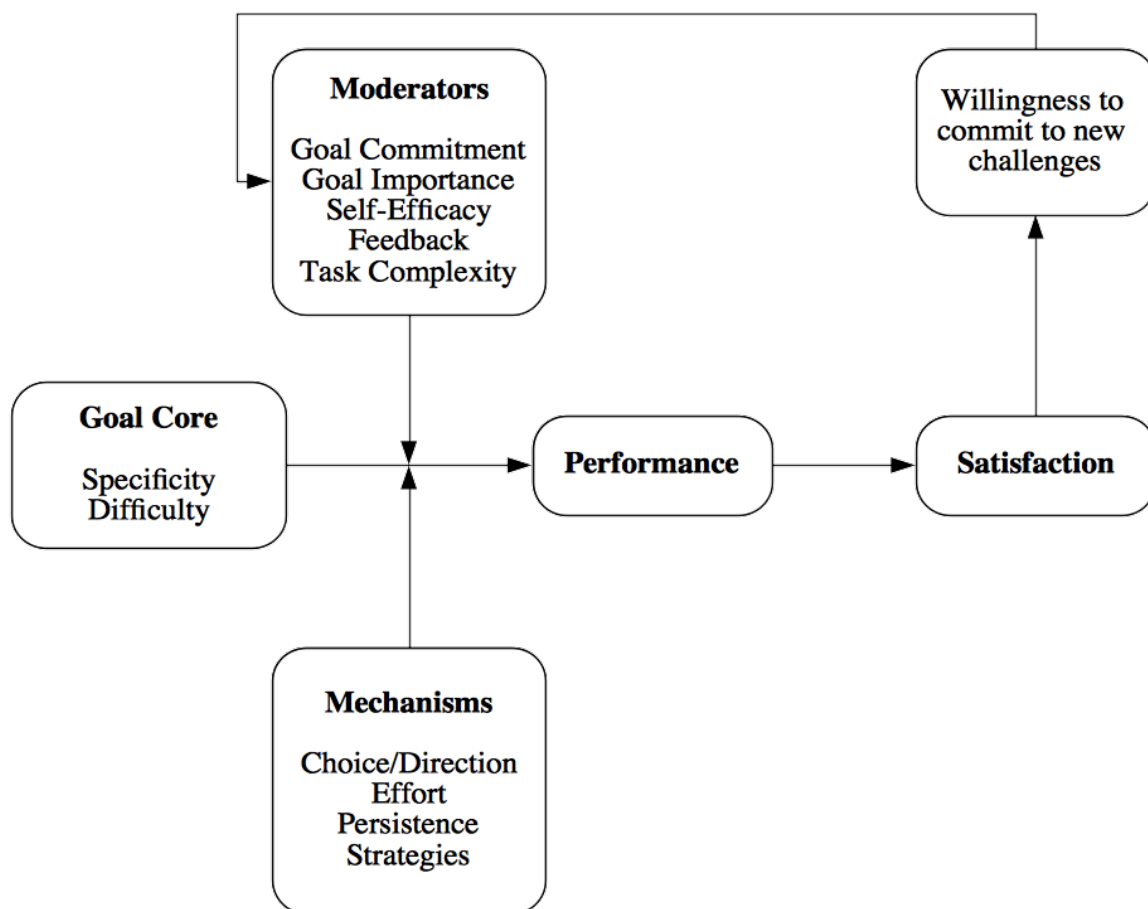 Moderators
Goal Commitment
Goal Importance
Self-Efficacy
Feedback
Task Complexity
Willingness to
commit to new
challenges
Goal Core
Specificity
Difficulty
Performance
Satisfaction
Mechanisms
Choice/Direction
Effort
Persistence
Strategies